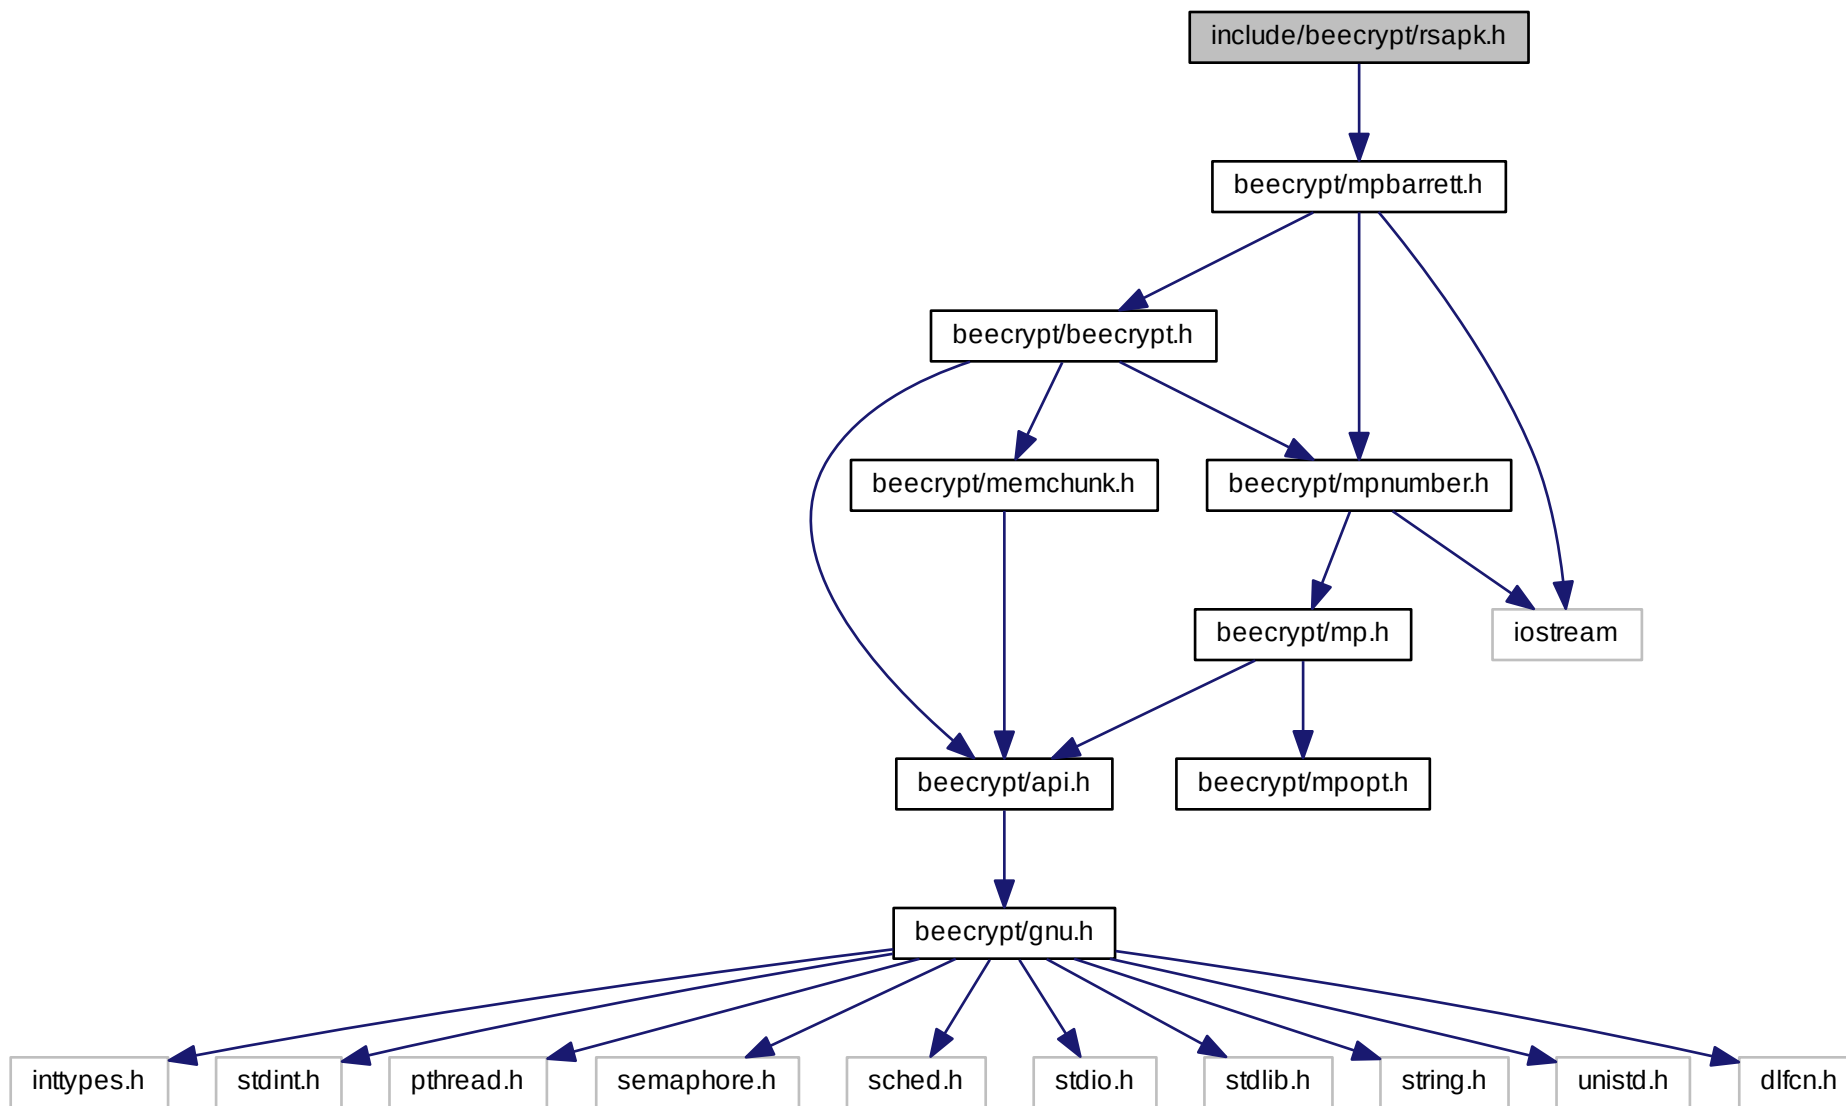 include/beecrypt/rsapk.h
beecrypt/mpbarrett.h
beecrypt/beecrypt.h
beecrypt/memchunk.h
beecrypt/mpnumber.h
beecrypt/mp.h
iostream
beecrypt/api.h
beecrypt/mpopt.h
beecrypt/gnu.h
inttypes.h
stdint.h
pthread.h
semaphore.h
sched.h
stdio.h
stdlib.h
string.h
unistd.h
dlfcn.h